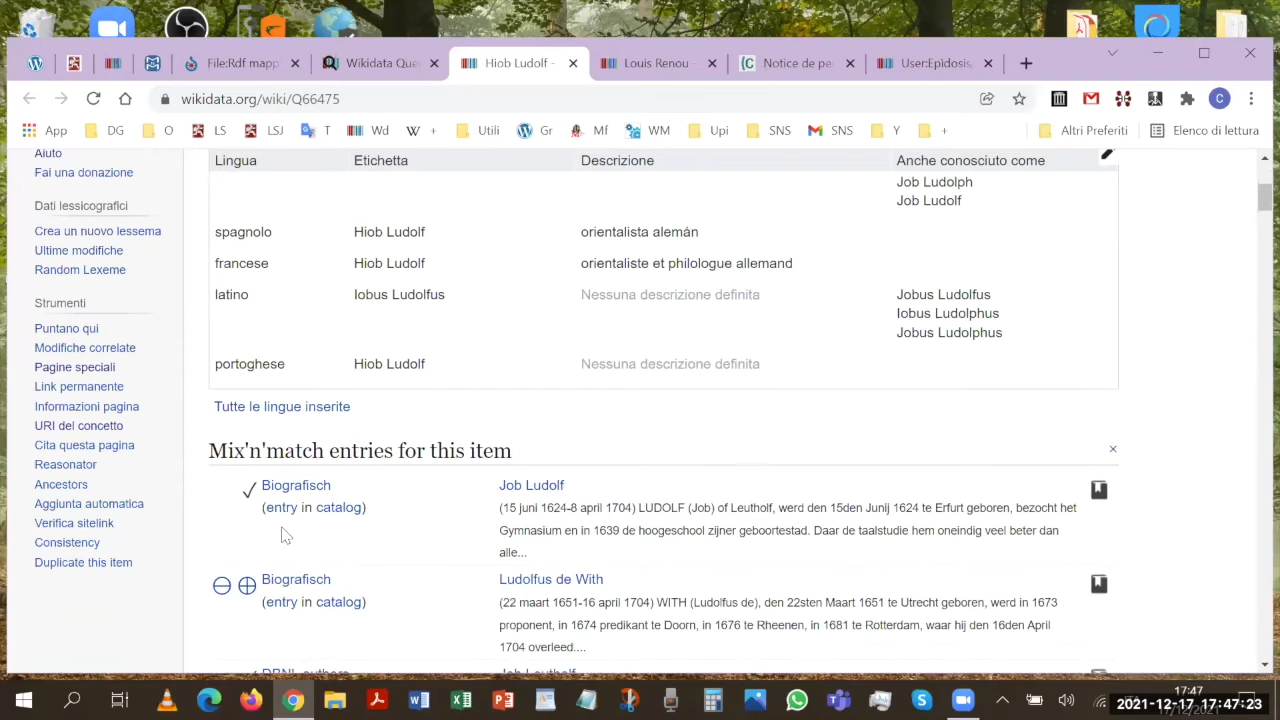 File:Rdf mapp
Wikidata Que
Hiob Ludolf -
Louis Renou -
Notice de pe
User:Epìdosis
wikidata.org/wiki/Q66475
App DG O LS LSJ T Wd + Utili Gr Mf WM Upi SNS SNS Y + Altri Preferiti Elenco di lettura
Aiuto
Fai una donazione
Dati lessicografici
Crea un nuovo lessema
Ultime modifiche
Random Lexeme
Strumenti
Puntano qui
Modifiche correlate
Pagine speciali
Link permanente
Informazioni pagina
URI del concetto
Cita questa pagina
Reasonator
Ancestors
Aggiunta automatica
Verifica sitelink
Consistency
Duplicate this item
Lingua Etichetta Descrizione Anche conosciuto come
Job Ludolph
Job Ludolf
spagnolo Hiob Ludolf orientalista alemán
francese Hiob Ludolf orientaliste et philologue allemand
latino Iobus Ludolfus Nessuna descrizione definita Jobus Ludolfus
Iobus Ludolphus
Jobus Ludolphus
portoghese Hiob Ludolf Nessuna descrizione definita
Tutte le lingue inserite
Mix'n'match entries for this item
Biografisch Job Ludolf
(entry in catalog) (15 juni 1624-8 april 1704) LUDOLF (Job) of Leutholf, werd den 15den Junij 1624 te Erfurt geboren, bezocht het
Gymnasium en in 1639 de hoogeschool zijner geboortestad. Daar de taalstudie hem oneindig veel beter dan
alle...
Biografisch Ludolfus de With
(entry in catalog) (22 maart 1651-16 april 1704) WITH (Ludolfus de), den 22sten Maart 1651 te Utrecht geboren, werd in 1673
proponent, in 1674 predikant te Doorn, in 1676 te Rheenen, in 1681 te Rotterdam, waar hij den 16den April
1704 overleed....
DBNL authors Job Leutholf
17:47
2021-12-17 17:47:23